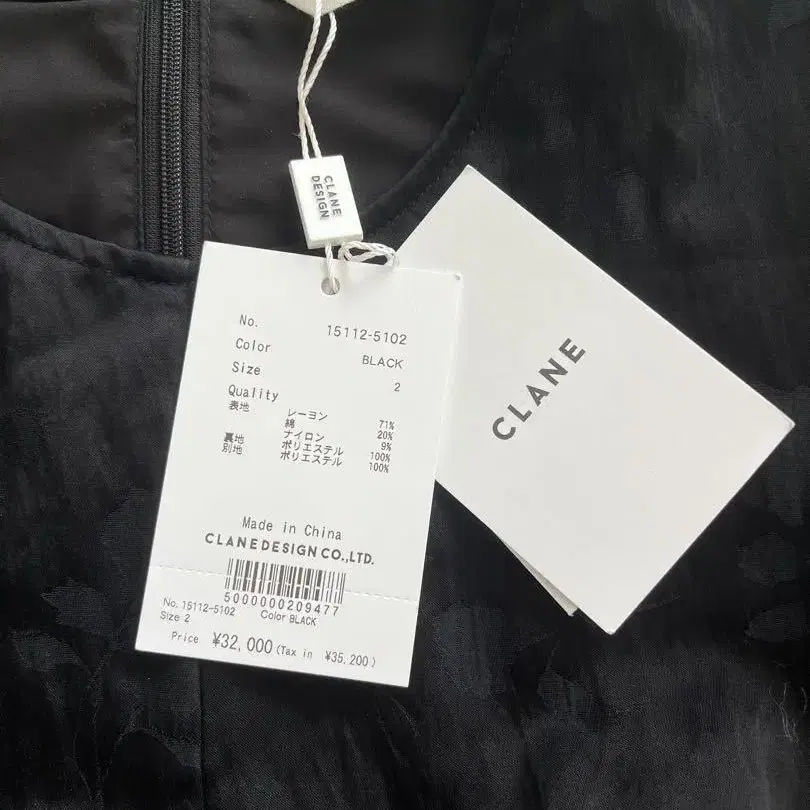 CLANE
DESIGN
No. 15112-5102
Color BLACK
Size 2
Quality
表地 レーヨン 71%
綿 20%
ナイロン 9%
裏地 ポリエステル 100%
別地 ポリエステル 100%
Made in China
CLANE DESIGN CO.,LTD.
5000000209477
No. 15112-5102 Color BLACK
Size 2
Price ¥32,000 (Tax in ¥35,200)
CLANE